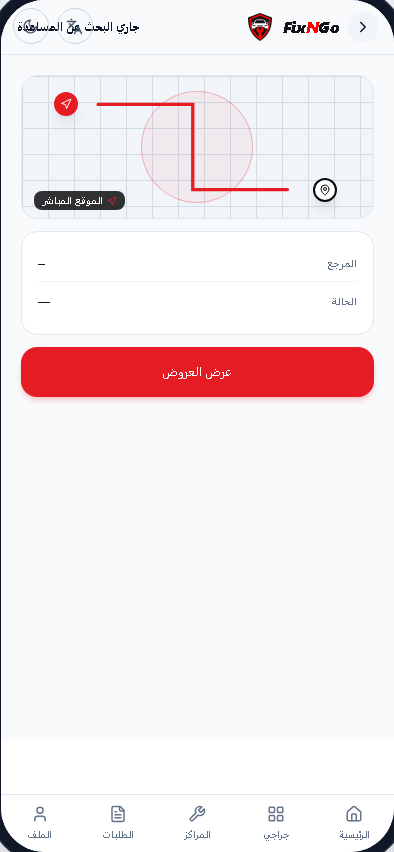 FixNGo
جاري البحث عن المساعدة
الموقع المباشر
المرجع
—
الحالة
—
عرض العروض
الرئيسية
جراجي
المراكز
الطلبات
الملف